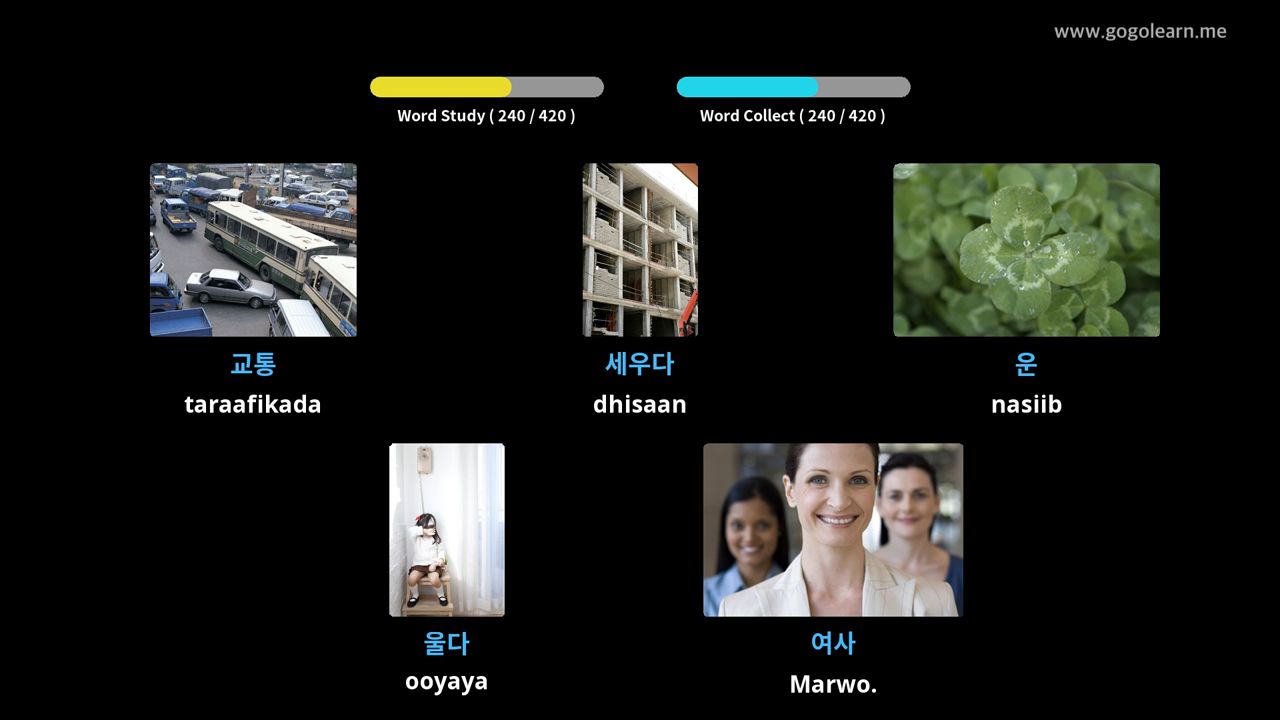 www.gogolearn.me
Word Study ( 240 / 420 )
Word Collect ( 240 / 420 )
교통
taraafikada
세우다
dhisaan
운
nasiib
울다
ooyaya
여사
Marwo.